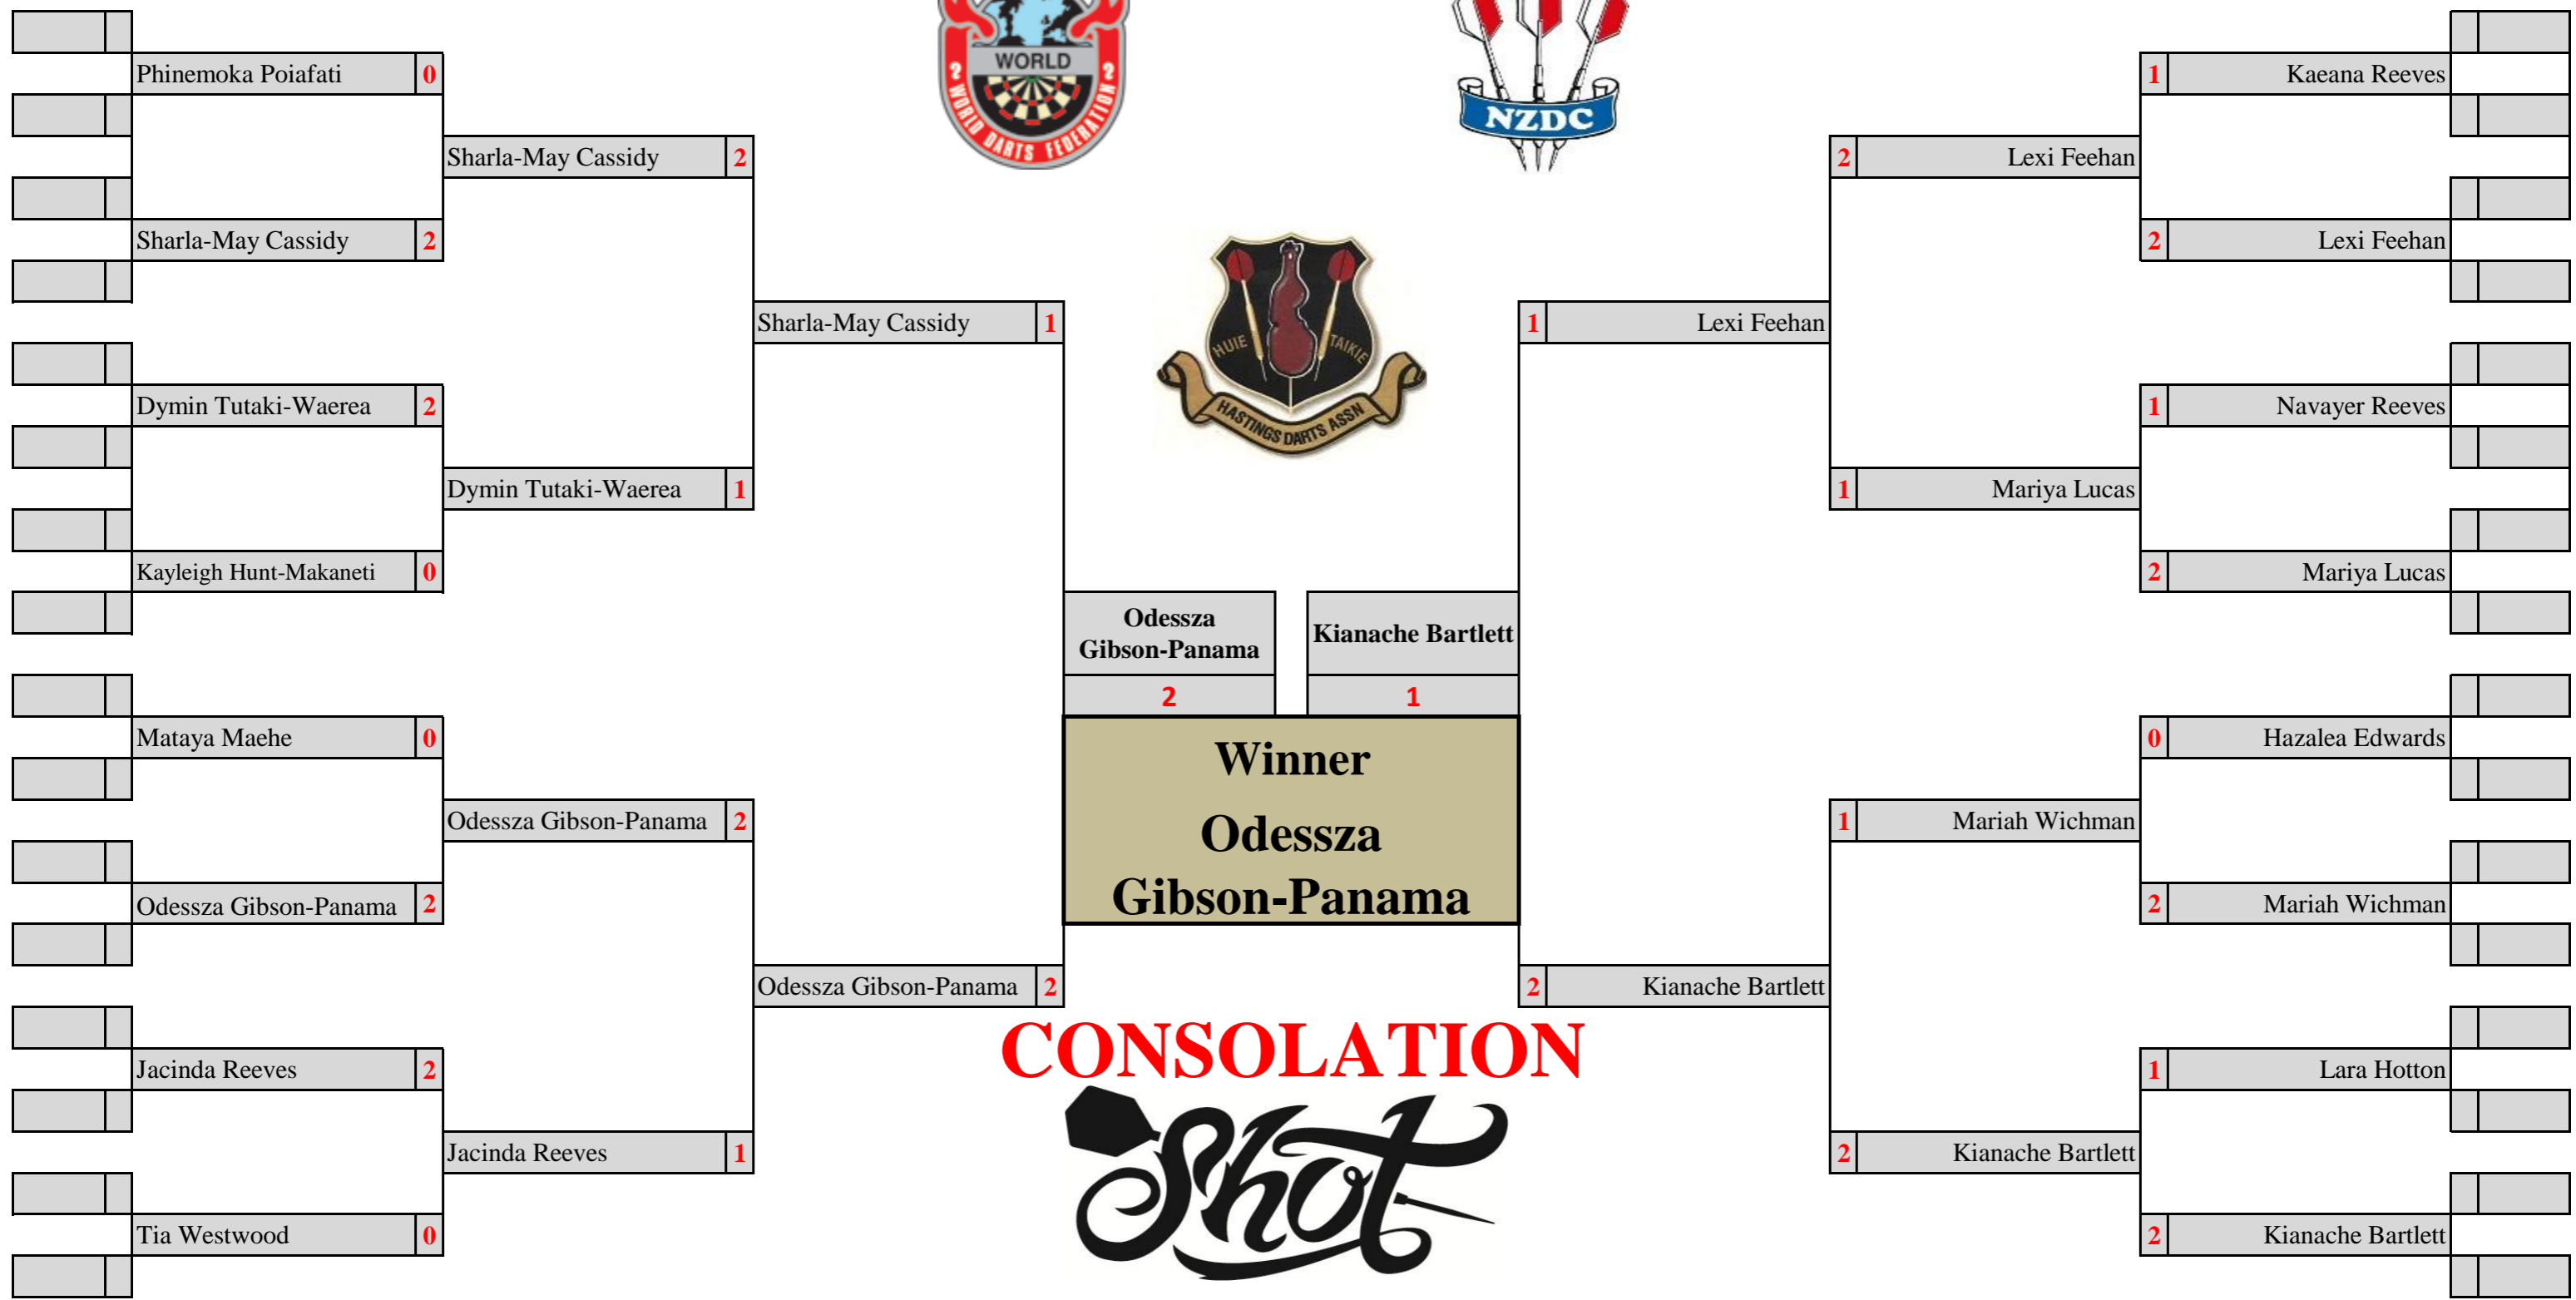 WORLD
2 WORLD DARTS FEDERATION 2
NZDC
HUIE TAIKIE
HASTINGS DARTS ASSN
Phinemoka Poiafati 0
Sharla-May Cassidy 2
Sharla-May Cassidy 2
Sharla-May Cassidy 1
Dymin Tutaki-Waerea 2
Dymin Tutaki-Waerea 1
Kayleigh Hunt-Makaneti 0
Mataya Maehe 0
Odessza Gibson-Panama 2
Odessza Gibson-Panama 2
Odessza Gibson-Panama 2
Jacinda Reeves 2
Jacinda Reeves 1
Tia Westwood 0
Odessza
Gibson-Panama
2
Kianache Bartlett
1
Winner
Odessza
Gibson-Panama
CONSOLATION
Shot
1 Kaeana Reeves
2 Lexi Feehan
2 Lexi Feehan
1 Lexi Feehan
1 Navayer Reeves
1 Mariya Lucas
2 Mariya Lucas
0 Hazalea Edwards
1 Mariah Wichman
2 Mariah Wichman
2 Kianache Bartlett
1 Lara Hotton
2 Kianache Bartlett
2 Kianache Bartlett